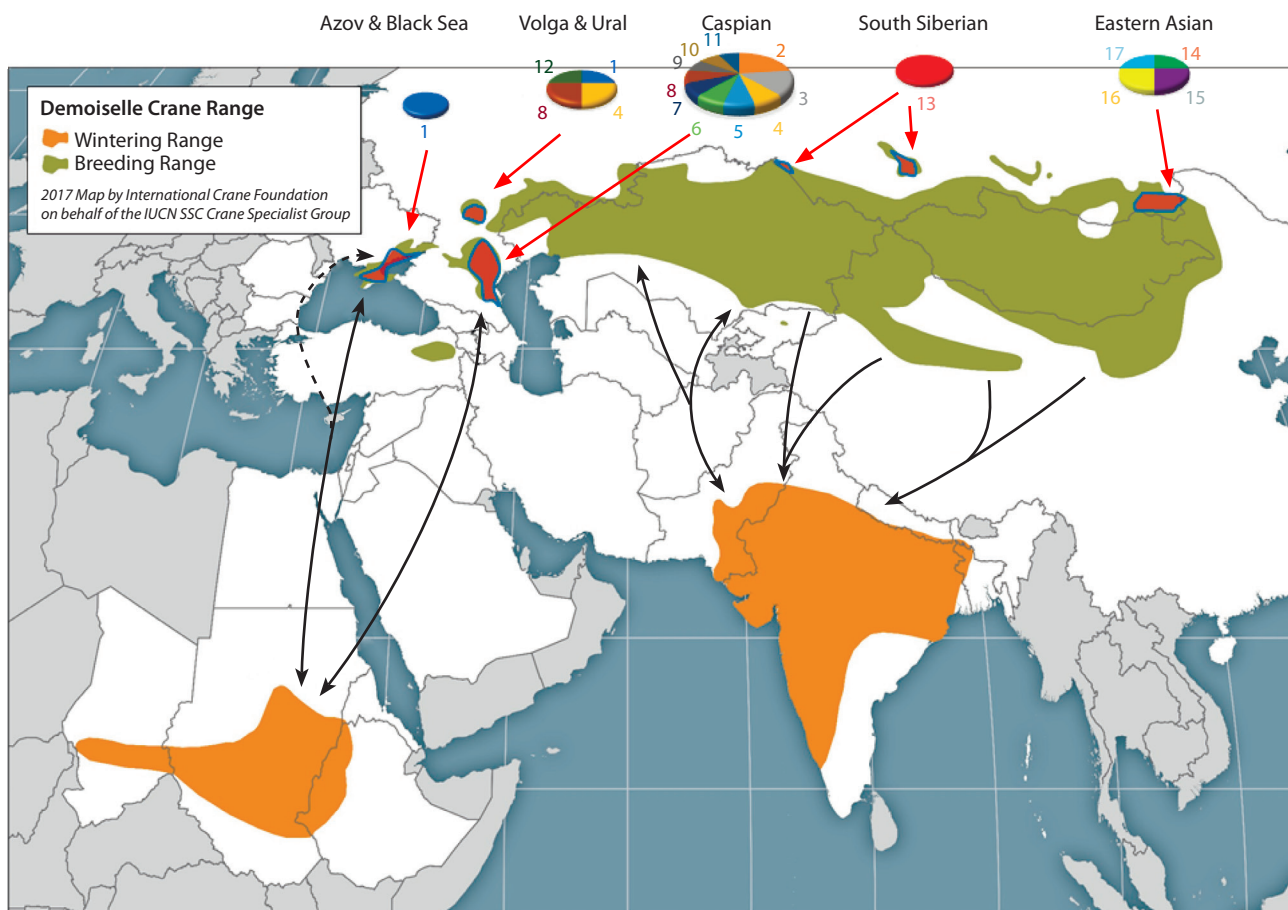 Azov & Black Sea
Volga & Ural
Caspian
South Siberian
Eastern Asian
1
12
1
8
4
11
10
2
9
8
3
7
6
5
4
13
17
14
16
15
Demoiselle Crane Range
Wintering Range
Breeding Range
2017 Map by International Crane Foundation
on behalf of the IUCN SSC Crane Specialist Group